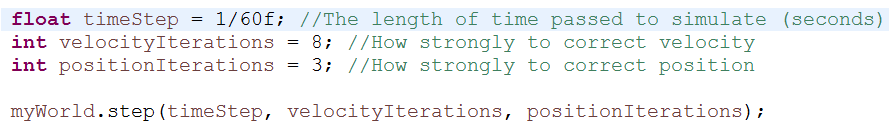 float timeStep = 1/60f; //The length of time passed to simulate (seconds)
int velocityIterations = 8; //How strongly to correct velocity
int positionIterations = 3; //How strongly to correct position
myWorld.step(timeStep, velocityIterations, positionIterations);